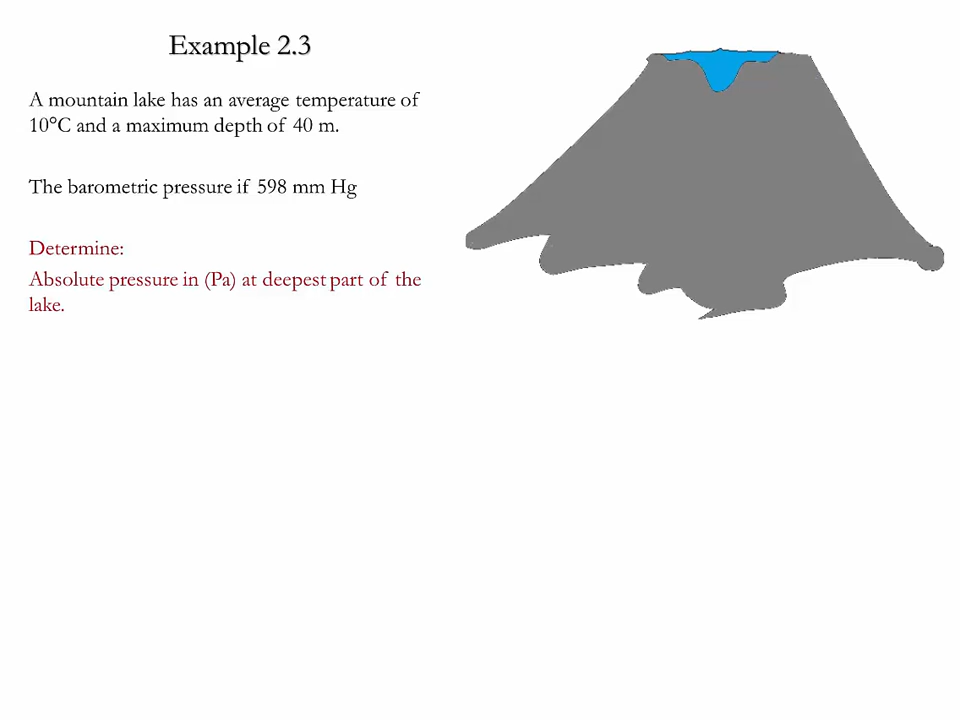 Example 2.3
A mountain lake has an average temperature of
10°C and a maximum depth of 40 m.
The barometric pressure if 598 mm Hg
Determine:
Absolute pressure in (Pa) at deepest part of the
lake.